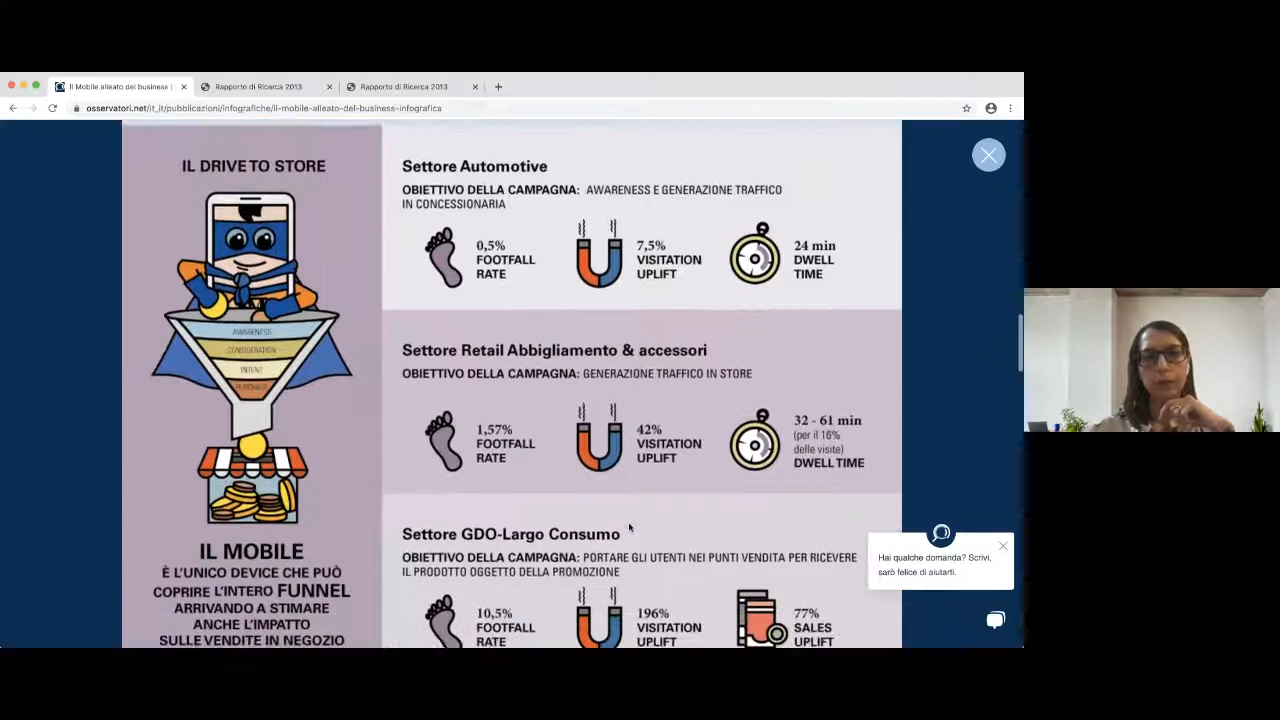 Il Mobile alleato del business |
Rapporto di Ricerca 2013
Rapporto di Ricerca 2013
osservatori.net/it_it/pubblicazioni/infografiche/il-mobile-alleato-del-business-infografica
IL DRIVE TO STORE
AWARENESS
CONSIDERATION
INTENT
PURCHASE
IL MOBILE
È L'UNICO DEVICE CHE PUÒ
COPRIRE L'INTERO FUNNEL
ARRIVANDO A STIMARE
ANCHE L'IMPATTO
SULLE VENDITE IN NEGOZIO
Settore Automotive
OBIETTIVO DELLA CAMPAGNA: AWARENESS E GENERAZIONE TRAFFICO
IN CONCESSIONARIA
0,5%
FOOTFALL
RATE
7,5%
VISITATION
UPLIFT
24 min
DWELL
TIME
Settore Retail Abbigliamento & accessori
OBIETTIVO DELLA CAMPAGNA: GENERAZIONE TRAFFICO IN STORE
1,57%
FOOTFALL
RATE
42%
VISITATION
UPLIFT
32 - 61 min
(per il 16%
delle visite)
DWELL TIME
Settore GDO-Largo Consumo
OBIETTIVO DELLA CAMPAGNA: PORTARE GLI UTENTI NEI PUNTI VENDITA PER RICEVERE
IL PRODOTTO OGGETTO DELLA PROMOZIONE
10,5%
FOOTFALL
RATE
196%
VISITATION
UPLIFT
77%
SALES
UPLIFT
Hai qualche domanda? Scrivi,
sarò felice di aiutarti.